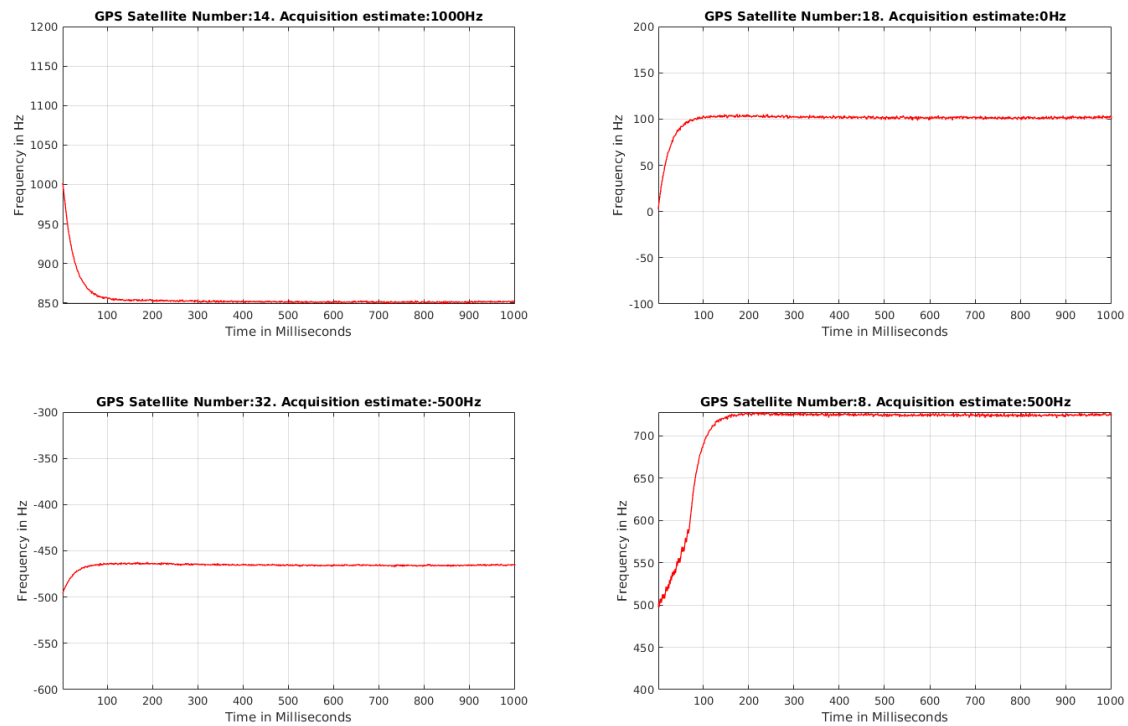 GPS Satellite Number:14. Acquisition estimate:1000Hz
1200
1150
1100
1050
1000
950
900
850
Frequency in Hz
100 200 300 400 500 600 700 800 900 1000
Time in Milliseconds
GPS Satellite Number:18. Acquisition estimate:0Hz
200
150
100
50
0
-50
-100
Frequency in Hz
100 200 300 400 500 600 700 800 900 1000
Time in Milliseconds
GPS Satellite Number:32. Acquisition estimate:-500Hz
-300
-350
-400
-450
-500
-550
-600
Frequency in Hz
100 200 300 400 500 600 700 800 900 1000
Time in Milliseconds
GPS Satellite Number:8. Acquisition estimate:500Hz
700
650
600
550
500
450
400
Frequency in Hz
100 200 300 400 500 600 700 800 900 1000
Time in Milliseconds